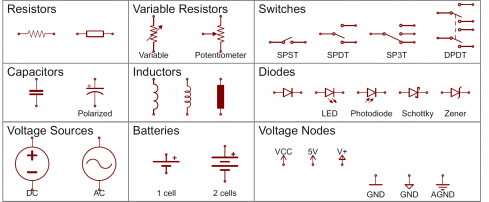 Resistors
Variable Resistors
Variable
Potentiometer
Switches
SPST
SPDT
SP3T
DPDT
Capacitors
+
Polarized
Inductors
Diodes
LED
Photodiode
Schottky
Zener
Voltage Sources
+
−
DC
AC
Batteries
+
1 cell
+
2 cells
Voltage Nodes
VCC
5V
V+
GND
GND
AGND